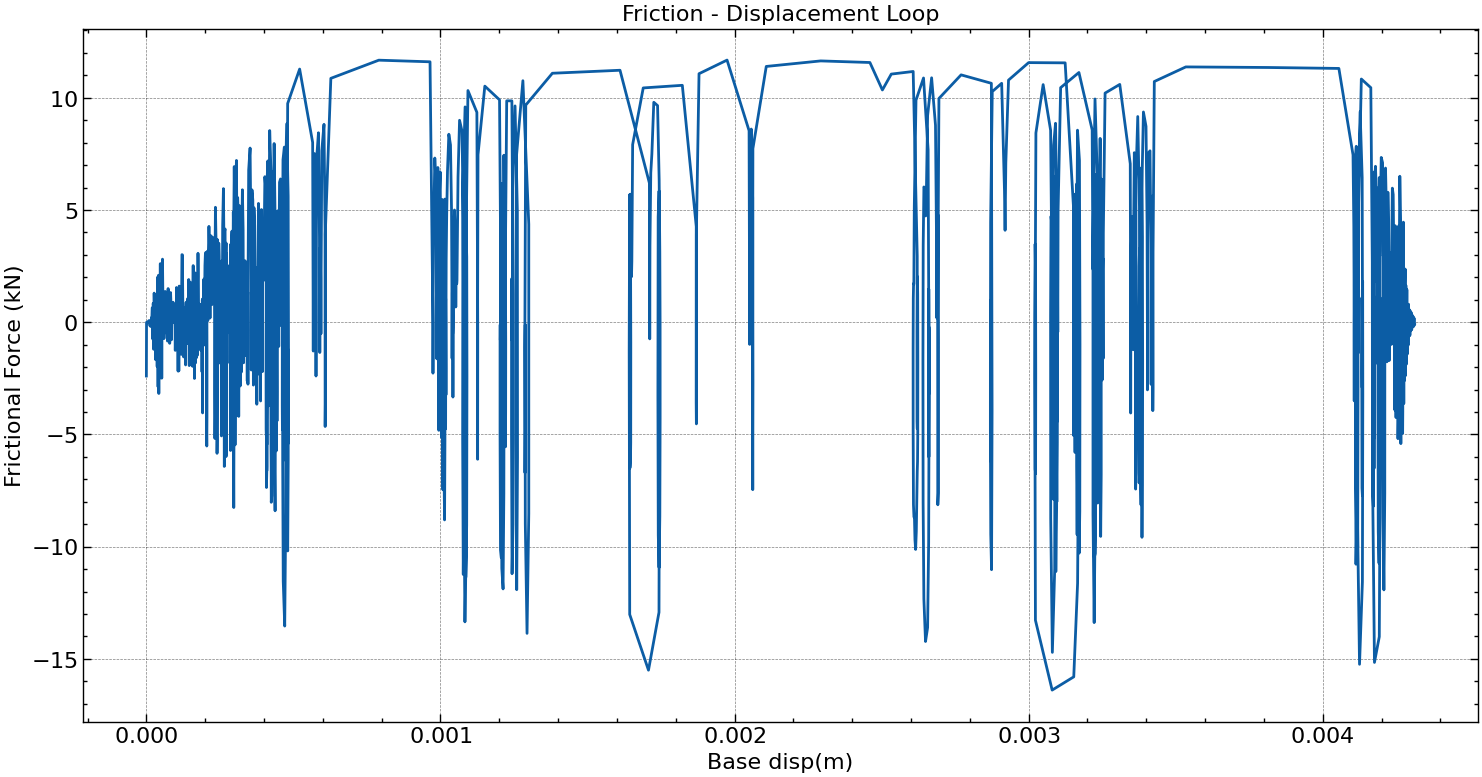 Friction - Displacement Loop
Frictional Force (kN)
10
5
0
−5
−10
−15
0.000 0.001 0.002 0.003 0.004
Base disp(m)